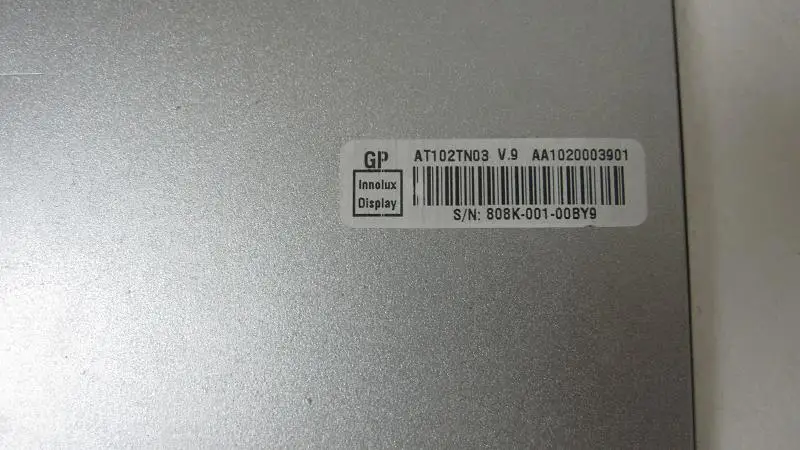 GP AT102TN03 V.9 AA1020003901
Innolux
Display
S/N: 808K-001-00BY9